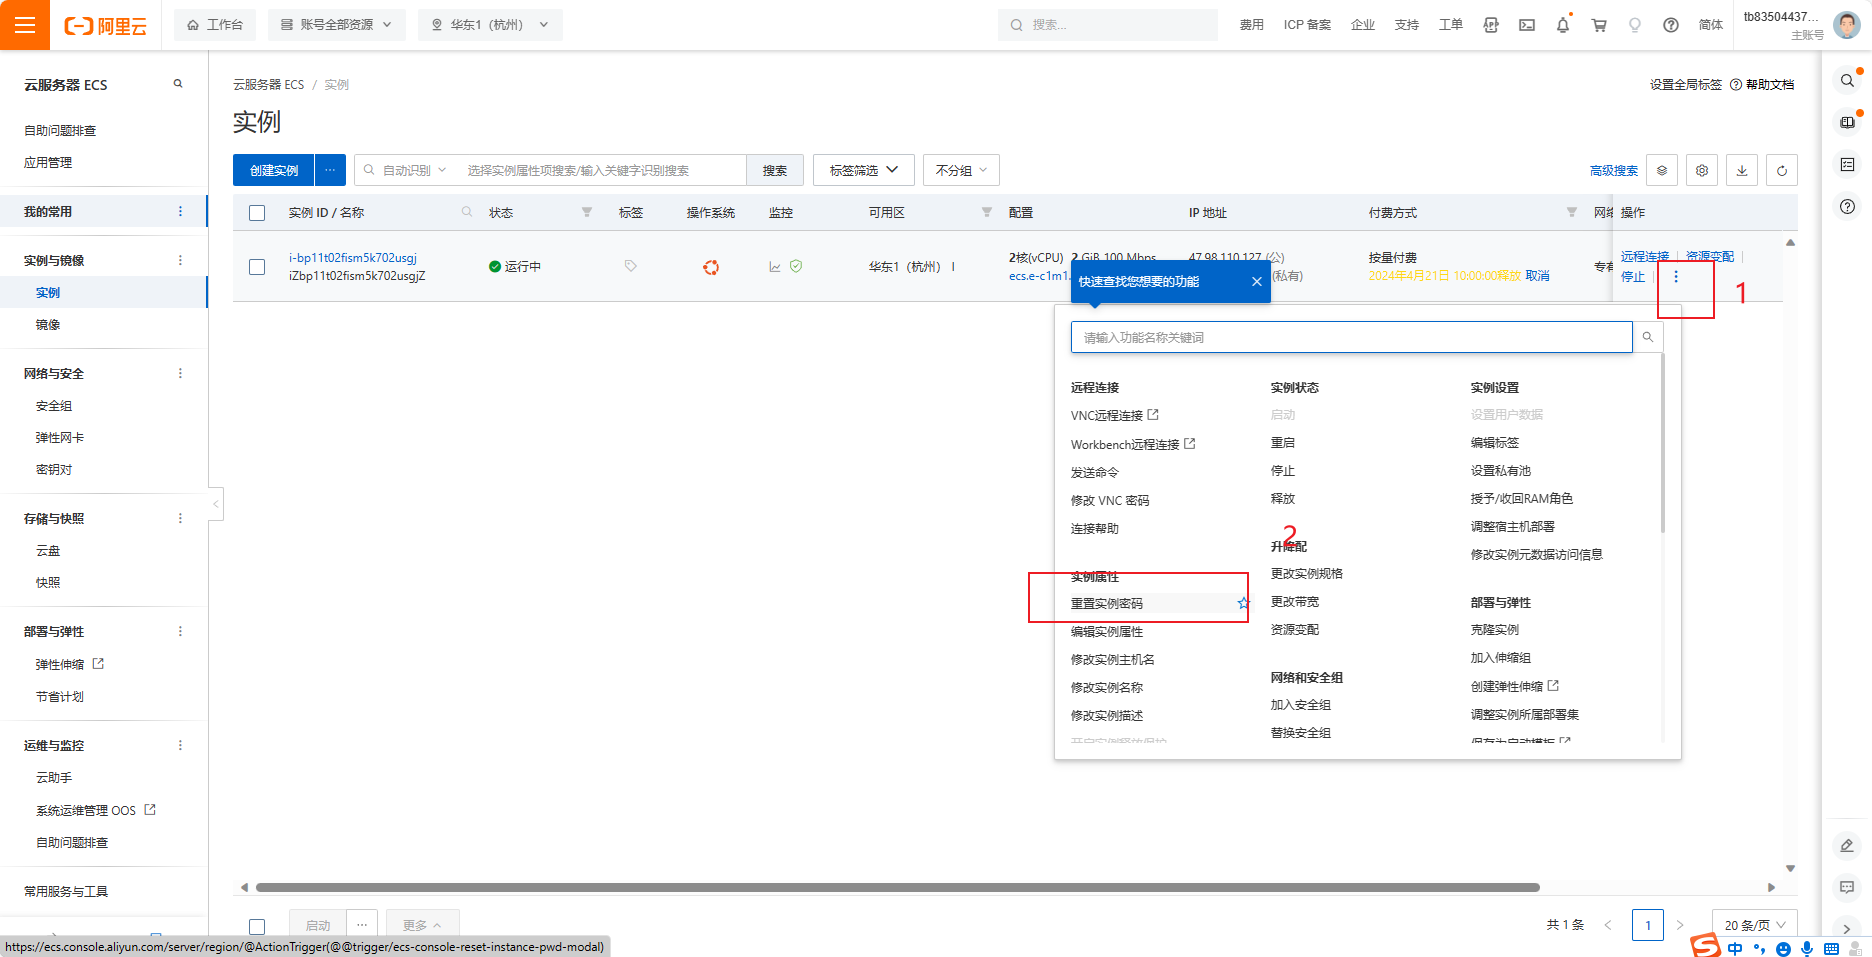 阿里云
工作台
账号全部资源
华东1（杭州）
搜索...
费用
ICP 备案
企业
支持
工单
简体
tb83504437...
主账号
云服务器 ECS
自助问题排查
应用管理
我的常用
实例与镜像
实例
镜像
网络与安全
安全组
弹性网卡
密钥对
存储与快照
云盘
快照
部署与弹性
弹性伸缩
节省计划
运维与监控
云助手
系统运维管理 OOS
自助问题排查
常用服务与工具
云服务器 ECS / 实例
设置全局标签
帮助文档
实例
创建实例
...
自动识别
选择实例属性项搜索/输入关键字识别搜索
搜索
标签筛选
不分组
高级搜索
实例 ID / 名称
状态
标签
操作系统
监控
可用区
配置
IP 地址
付费方式
操作
i-bp11t02fism5k702usgj
iZbp11t02fism5k702usgjZ
运行中
华东1（杭州）
2核(vCPU)
ecs.e-c1m1.
47.98.110.127 (公)
(私有)
按量付费
2024年4月21日 10:00:00释放 取消
专有
远程连接
资源变配
停止
1
快速查找您想要的功能
请输入功能名称关键词
远程连接
VNC远程连接
Workbench远程连接
发送命令
修改 VNC 密码
连接帮助
实例属性
重置实例密码
编辑实例属性
修改实例主机名
修改实例名称
修改实例描述
实例状态
启动
重启
停止
释放
2
升降配
更改实例规格
更改带宽
资源变配
网络和安全组
加入安全组
替换安全组
实例设置
设置用户数据
编辑标签
设置私有池
授予/收回RAM角色
调整宿主机部署
修改实例元数据访问信息
部署与弹性
克隆实例
加入伸缩组
创建弹性伸缩
调整实例所属部署集
启动
...
更多
共 1 条
1
20 条/页
https://ecs.console.aliyun.com/server/region/@ActionTrigger(@@trigger/ecs-console-reset-instance-pwd-modal)
中